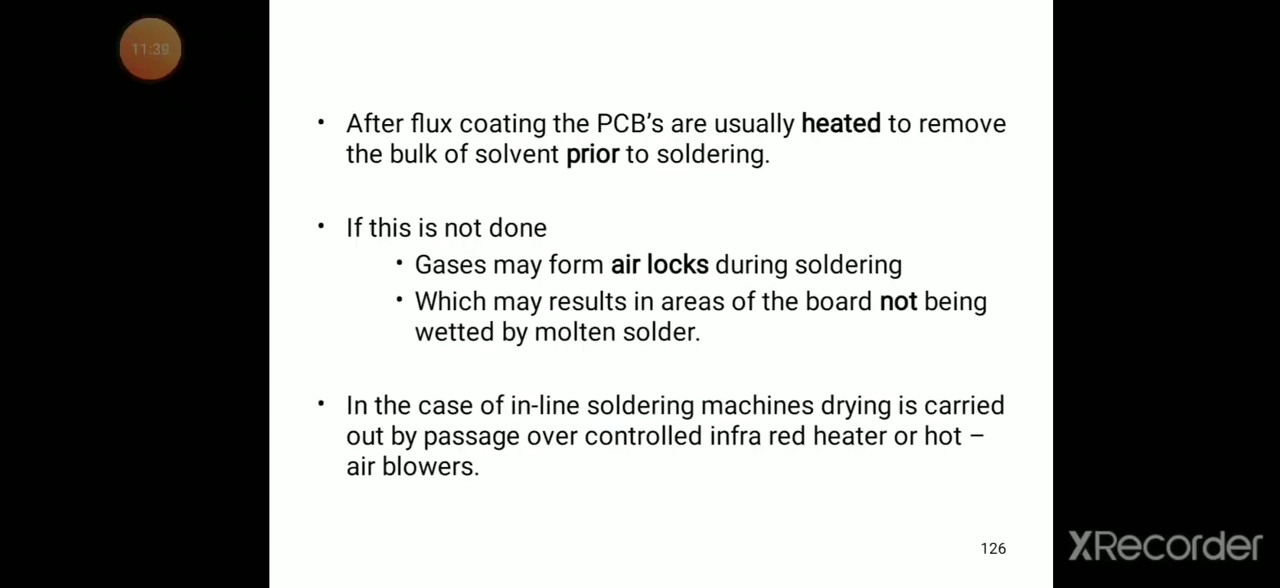 11:39
• After flux coating the PCB’s are usually heated to remove
the bulk of solvent prior to soldering.
• If this is not done
• Gases may form air locks during soldering
• Which may results in areas of the board not being
wetted by molten solder.
• In the case of in-line soldering machines drying is carried
out by passage over controlled infra red heater or hot –
air blowers.
126
XRecorder